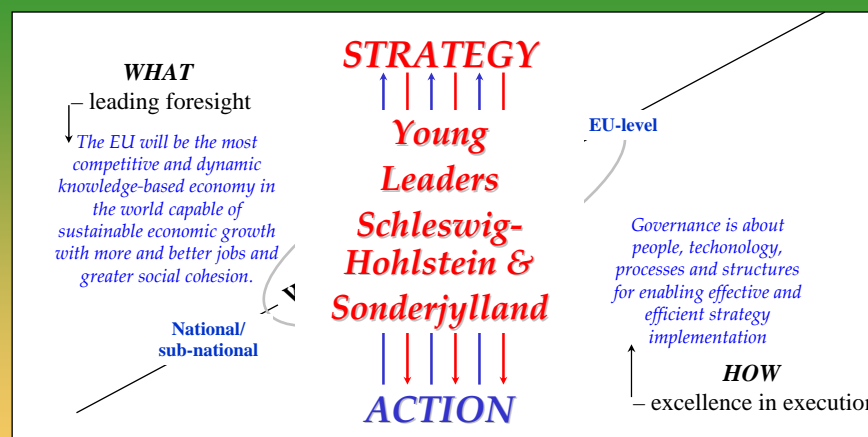 STRATEGY
WHAT
– leading foresight
The EU will be the most
competitive and dynamic
knowledge-based economy in
the world capable of
sustainable economic growth
with more and better jobs and
greater social cohesion.
Young
Leaders
Schleswig-
Hohlstein &
Sonderjylland
EU-level
Governance is about
people, techonology,
processes and structures
for enabling effective and
efficient strategy
implementation
National/
sub-national
HOW
– excellence in execution
ACTION